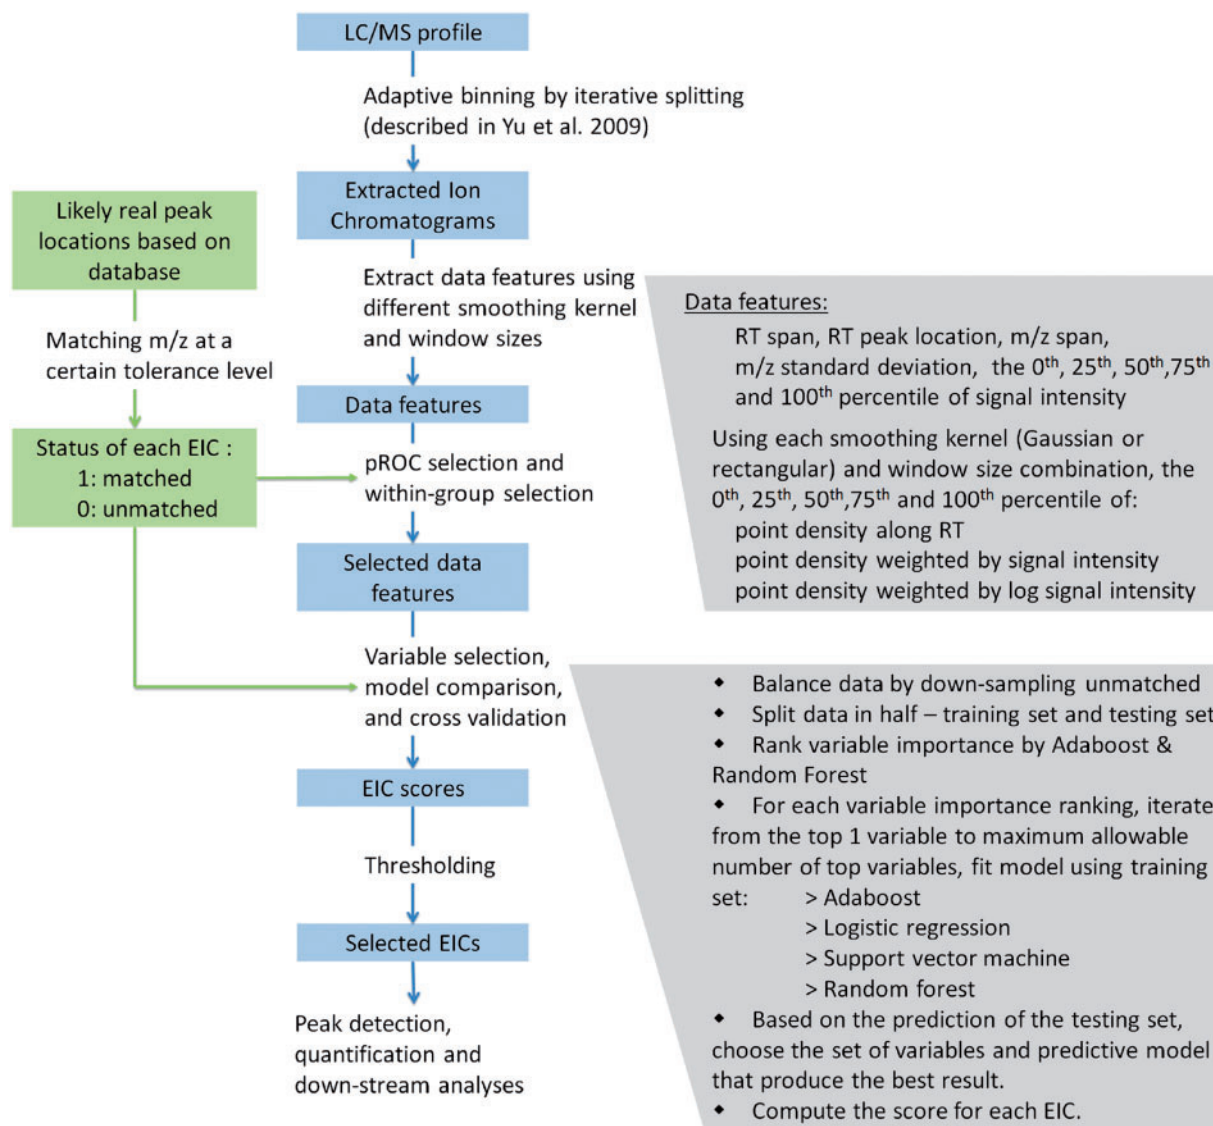 LC/MS profile
Adaptive binning by iterative splitting
(described in Yu et al. 2009)
Extracted Ion
Chromatograms
Likely real peak
locations based on
database
Extract data features using
different smoothing kernel
and window sizes
Matching m/z at a
certain tolerance level
Data features
Status of each EIC :
1: matched
0: unmatched
pROC selection and
within-group selection
Selected data
features
Variable selection,
model comparison,
and cross validation
EIC scores
Thresholding
Selected EICs
Peak detection,
quantification and
down-stream analyses
Data features:
RT span, RT peak location, m/z span,
m/z standard deviation, the 0th, 25th, 50th,75th
and 100th percentile of signal intensity
Using each smoothing kernel (Gaussian or
rectangular) and window size combination, the
0th, 25th, 50th,75th and 100th percentile of:
point density along RT
point density weighted by signal intensity
point density weighted by log signal intensity
◆ Balance data by down-sampling unmatched
◆ Split data in half – training set and testing set
◆ Rank variable importance by Adaboost &
Random Forest
◆ For each variable importance ranking, iterate
from the top 1 variable to maximum allowable
number of top variables, fit model using training
set: > Adaboost
> Logistic regression
> Support vector machine
> Random forest
◆ Based on the prediction of the testing set,
choose the set of variables and predictive model
that produce the best result.
◆ Compute the score for each EIC.